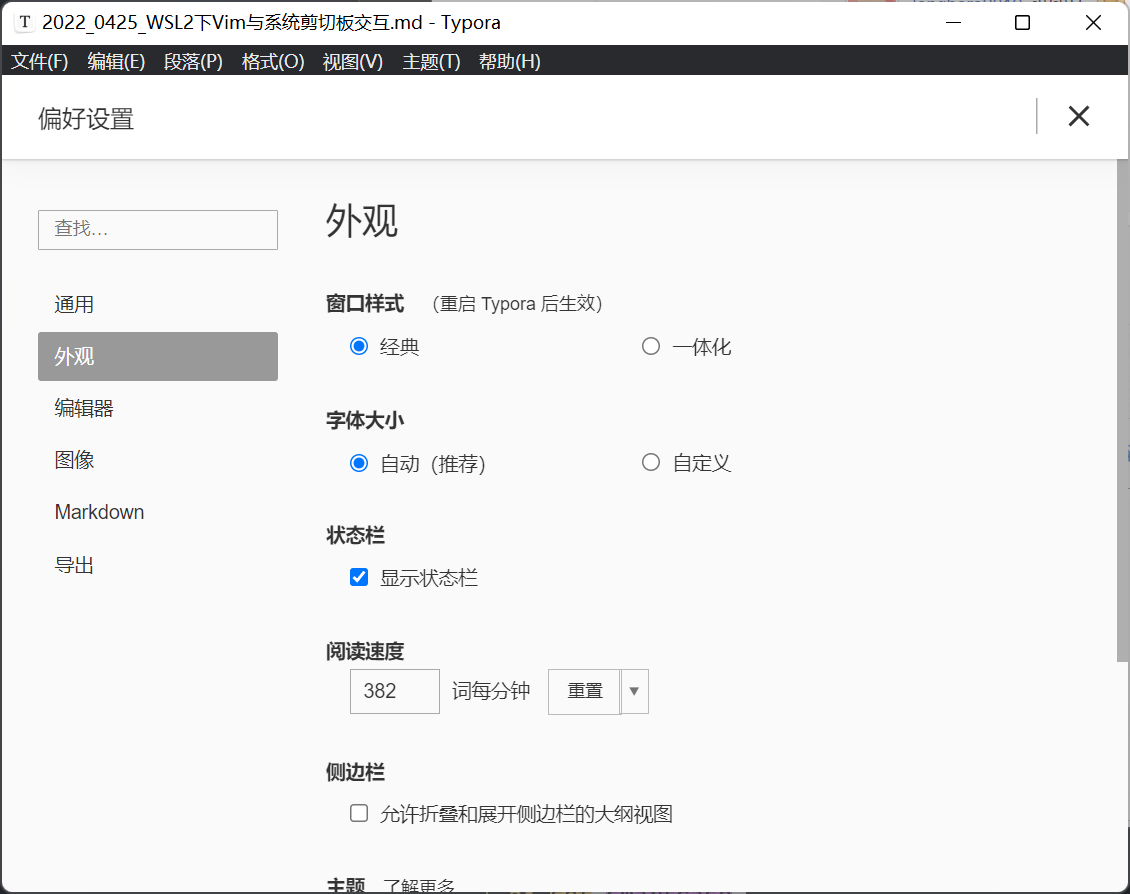 T 2022_0425_WSL2下Vim与系统剪切板交互.md - Typora
文件(F) 编辑(E) 段落(P) 格式(O) 视图(V) 主题(T) 帮助(H)
偏好设置
查找…
通用
外观
编辑器
图像
Markdown
导出
外观
窗口样式 (重启 Typora 后生效)
经典 一体化
字体大小
自动 (推荐) 自定义
状态栏
显示状态栏
阅读速度
382 词每分钟 重置
侧边栏
允许折叠和展开侧边栏的大纲视图
主题 了解更多